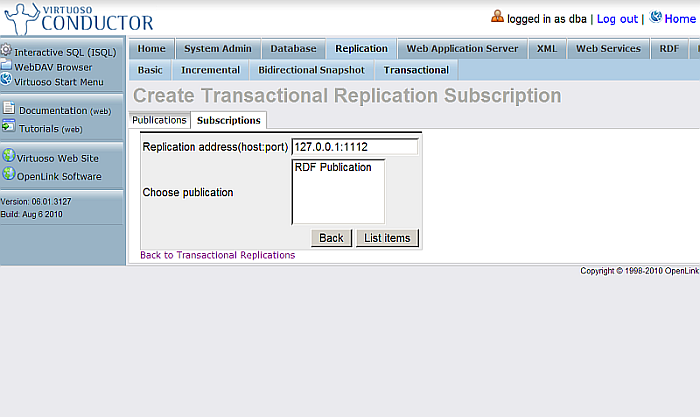 VIRTUOSO
CONDUCTOR
logged in as dba | Log out | Home
Interactive SQL (ISQL)
WebDAV Browser
Virtuoso Start Menu
Documentation (web)
Tutorials (web)
Virtuoso Web Site
OpenLink Software
Version: 06.01.3127
Build: Aug 6 2010
Home System Admin Database Replication Web Application Server XML Web Services RDF
Basic Incremental Bidirectional Snapshot Transactional
Create Transactional Replication Subscription
Publications Subscriptions
Replication address(host:port) 127.0.0.1:1112
Choose publication RDF Publication
Back List items
Back to Transactional Replications
Copyright © 1998-2010 OpenLink